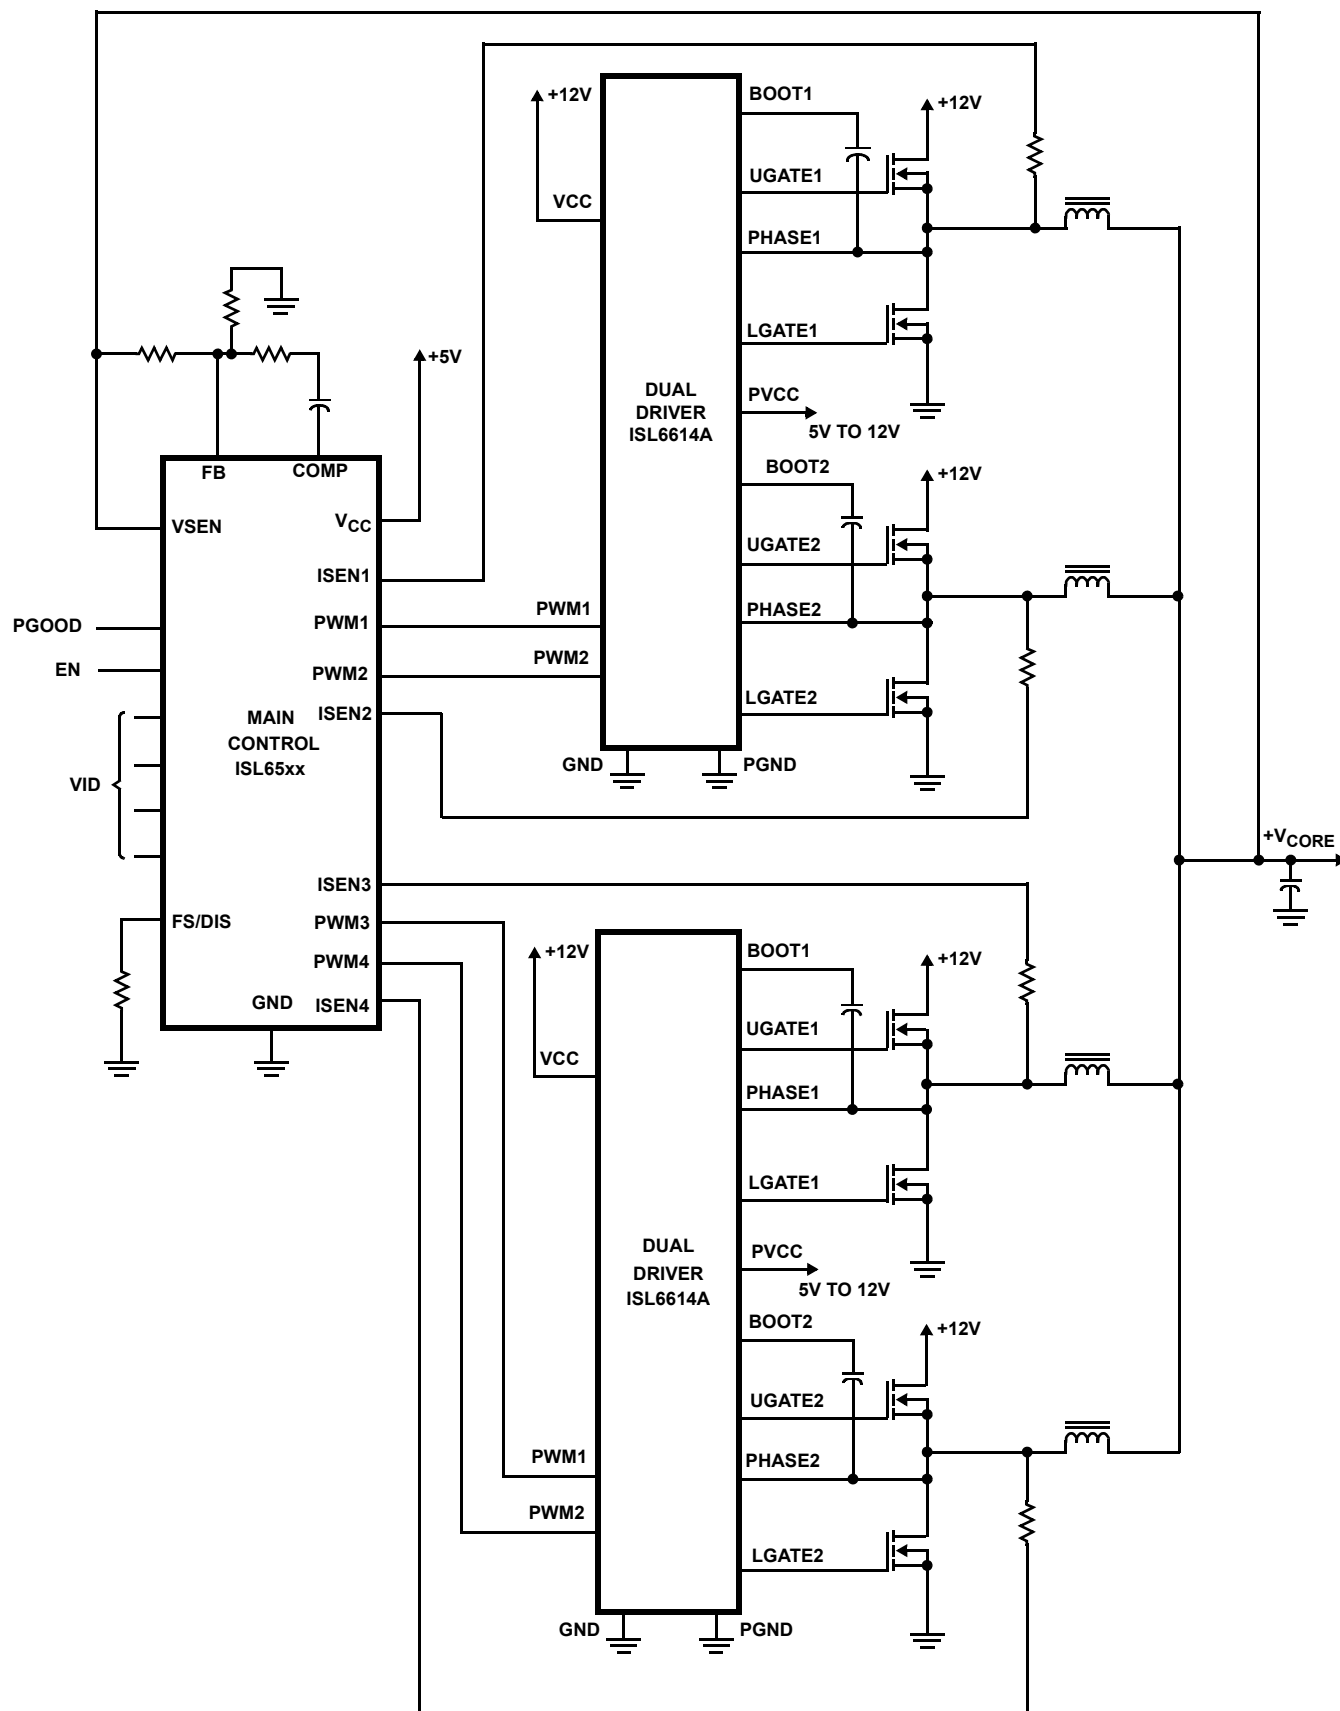 +12V
BOOT1
+12V
UGATE1
VCC
PHASE1
LGATE1
+5V
DUAL
DRIVER
ISL6614A
PVCC
5V TO 12V
FB
COMP
BOOT2
+12V
VSEN
VCC
UGATE2
ISEN1
PWM1
PHASE2
PGOOD
PWM1
EN
PWM2
PWM2
LGATE2
ISEN2
MAIN
CONTROL
ISL65xx
GND
PGND
VID
+VCORE
ISEN3
FS/DIS
PWM3
PWM4
GND
ISEN4
+12V
BOOT1
+12V
UGATE1
VCC
PHASE1
LGATE1
DUAL
DRIVER
ISL6614A
PVCC
5V TO 12V
BOOT2
+12V
UGATE2
PWM1
PHASE2
PWM2
LGATE2
GND
PGND